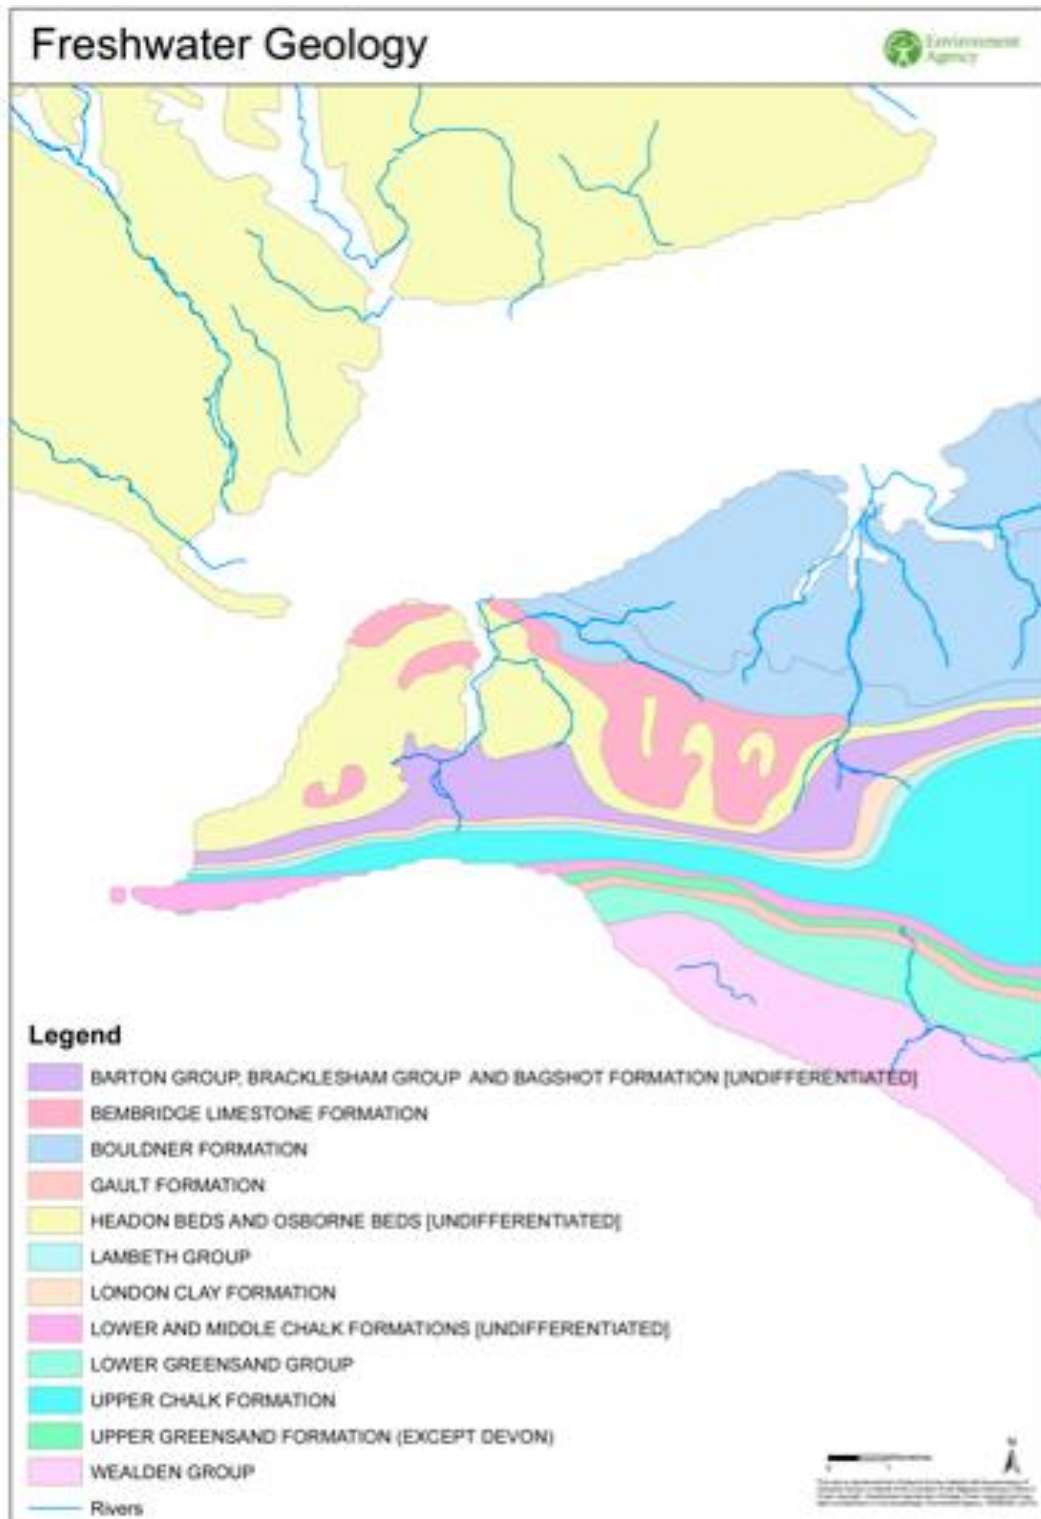 Freshwater Geology
Environment
Agency
Legend
BARTON GROUP, BRACKLESHAM GROUP AND BAGSHOT FORMATION [UNDIFFERENTIATED]
BEMBRIDGE LIMESTONE FORMATION
BOULDNER FORMATION
GAULT FORMATION
HEADON BEDS AND OSBORNE BEDS [UNDIFFERENTIATED]
LAMBETH GROUP
LONDON CLAY FORMATION
LOWER AND MIDDLE CHALK FORMATIONS [UNDIFFERENTIATED]
LOWER GREENSAND GROUP
UPPER CHALK FORMATION
UPPER GREENSAND FORMATION (EXCEPT DEVON)
WEALDEN GROUP
Rivers
N